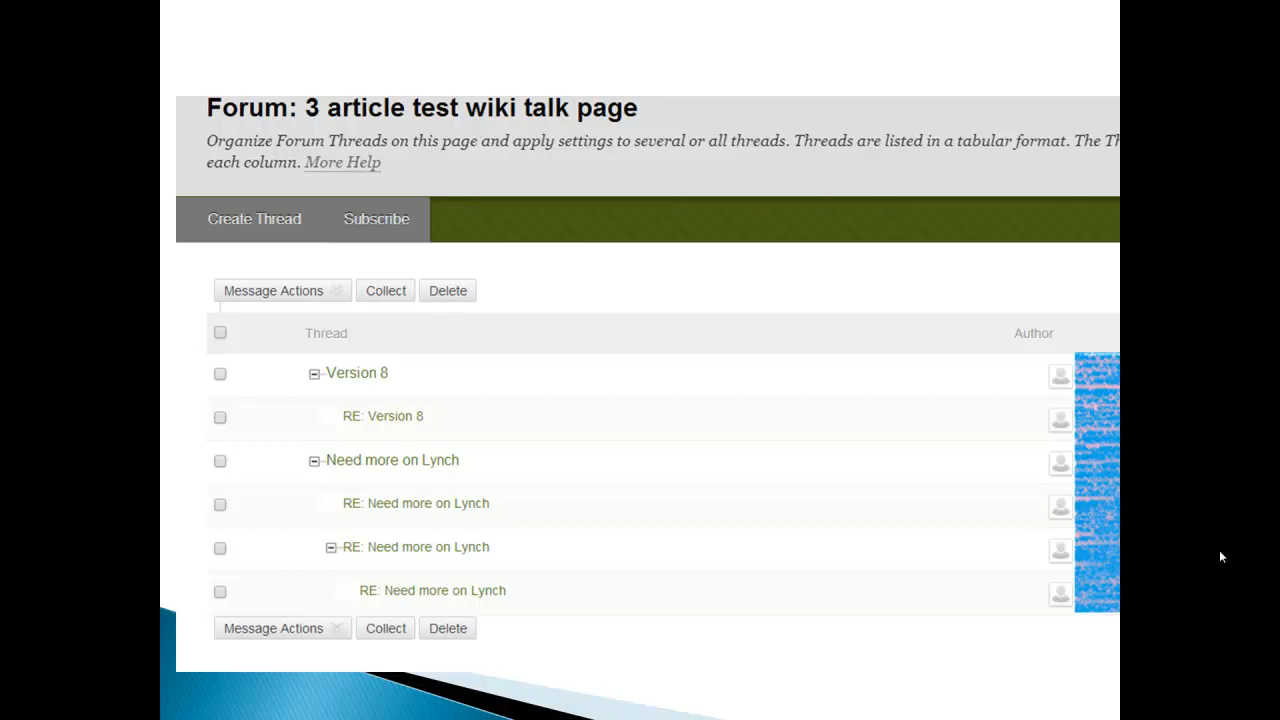 Forum: 3 article test wiki talk page
Organize Forum Threads on this page and apply settings to several or all threads. Threads are listed in a tabular format. The
each column. More Help
Create Thread Subscribe
Message Actions Collect Delete
Thread Author
Version 8
RE: Version 8
Need more on Lynch
RE: Need more on Lynch
RE: Need more on Lynch
RE: Need more on Lynch
Message Actions Collect Delete